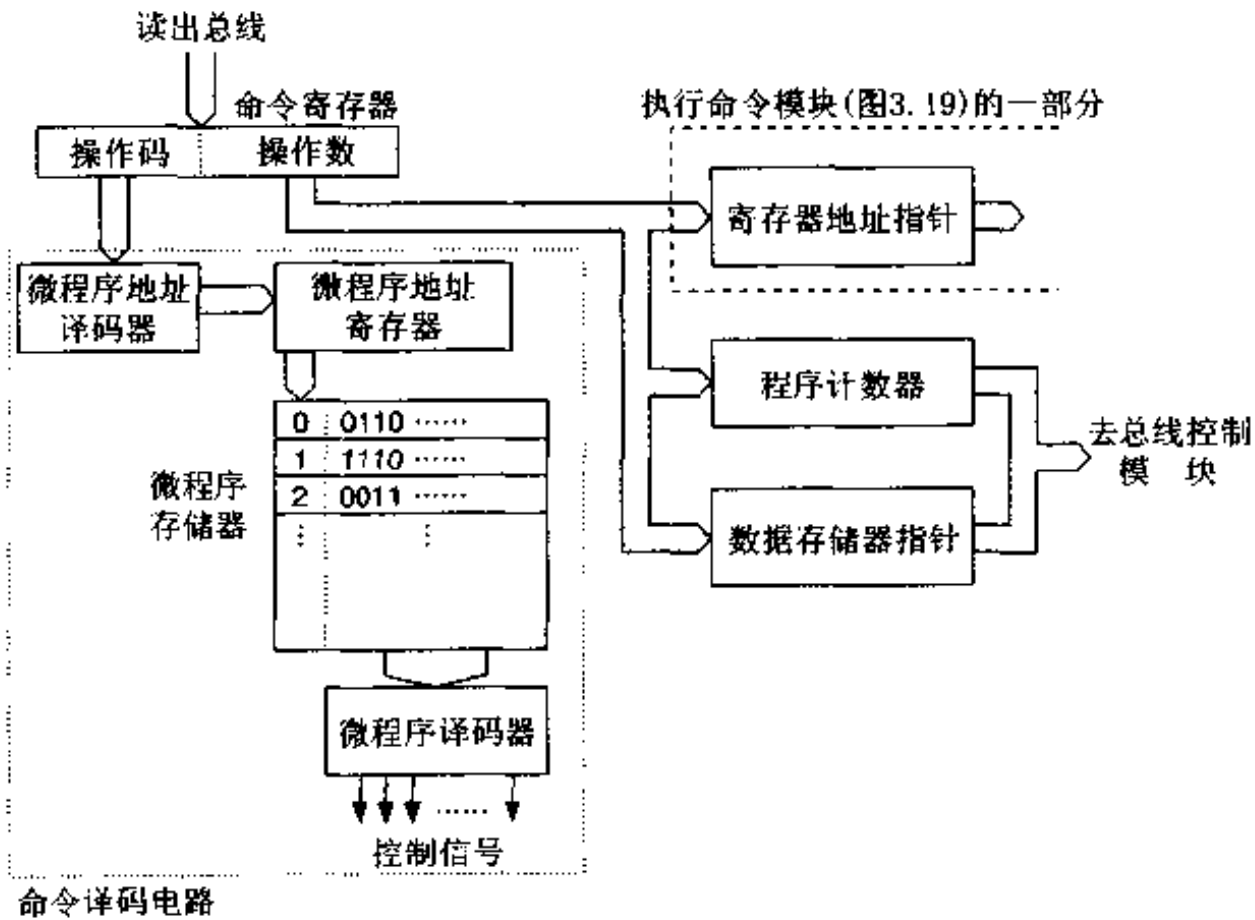 读出总线
命令寄存器
操作码 操作数
执行命令模块(图3.19)的一部分
寄存器地址指针
微程序地址
译码器
微程序地址
寄存器
程序计数器
去总线控制
模 块
数据存储器指针
微程序
存储器
0 0110 ……
1 1110 ……
2 0011 ……
⋮ ⋮
微程序译码器
……
控制信号
命令译码电路